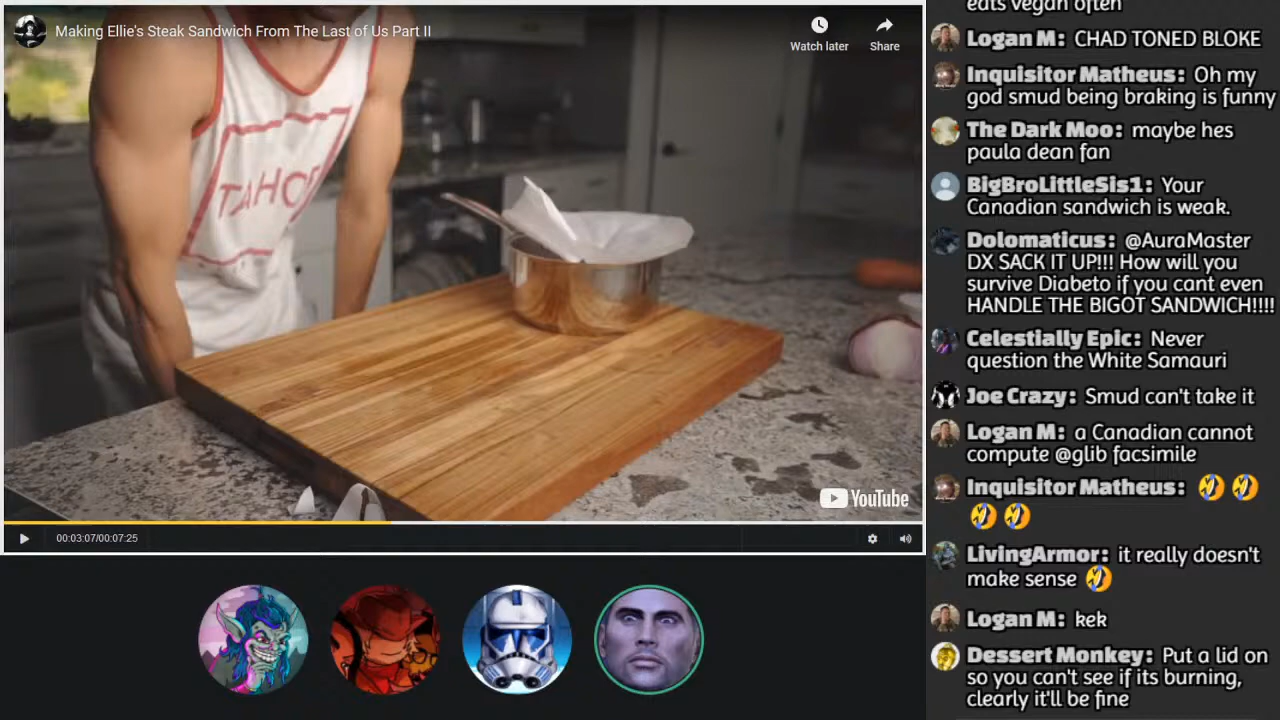 Making Ellie's Steak Sandwich From The Last of Us Part II
Watch later
Share
TAHOE
YouTube
00:03:07/00:07:25
eats vegan often
Logan M: CHAD TONED BLOKE
Inquisitor Matheus: Oh my
god smud being braking is funny
The Dark Moo: maybe hes
paula dean fan
BigBroLittleSis1: Your
Canadian sandwich is weak.
Dolomaticus: @AuraMaster
DX SACK IT UP!!! How will you
survive Diabeto if you cant even
HANDLE THE BIGOT SANDWICH!!!!
Celestially Epic: Never
question the White Samauri
Joe Crazy: Smud can't take it
Logan M: a Canadian cannot
compute @glib facsimile
Inquisitor Matheus: 🤣 🤣
🤣 🤣
LivingArmor: it really doesn't
make sense 🤣
Logan M: kek
Dessert Monkey: Put a lid on
so you can't see if its burning,
clearly it'll be fine